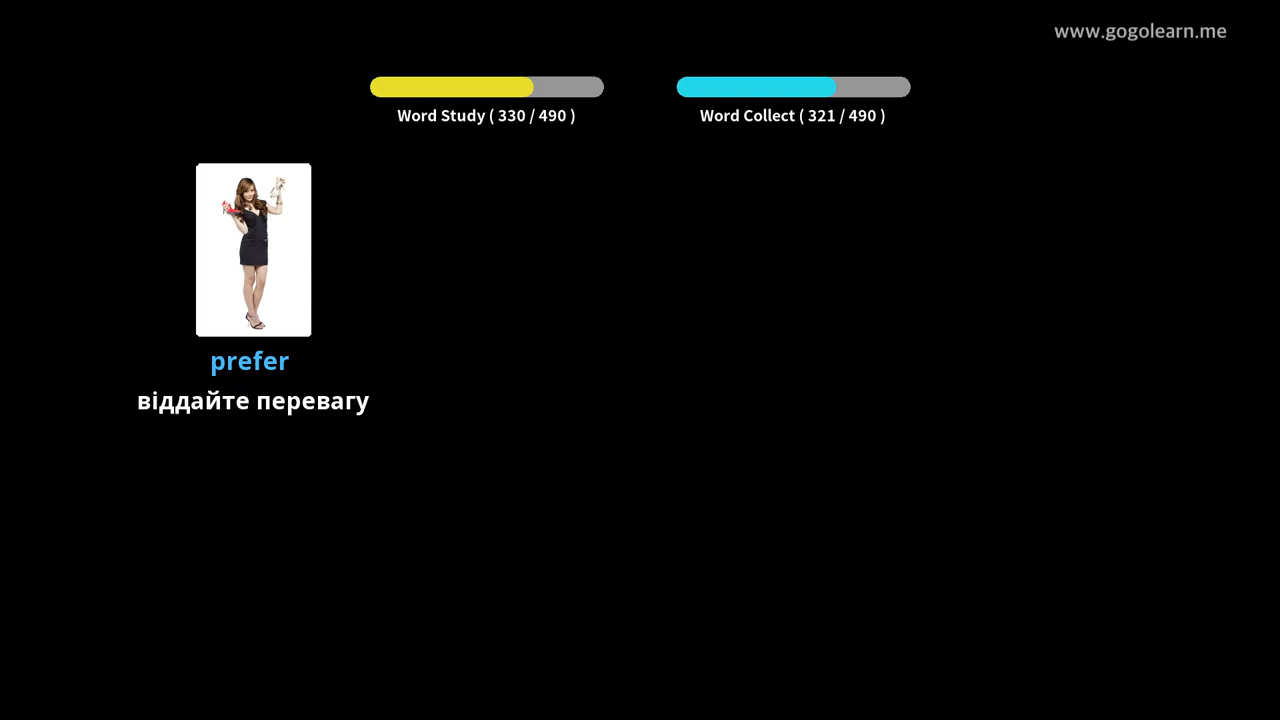 www.gogolearn.me
Word Study ( 330 / 490 )
Word Collect ( 321 / 490 )
prefer
віддайте перевагу